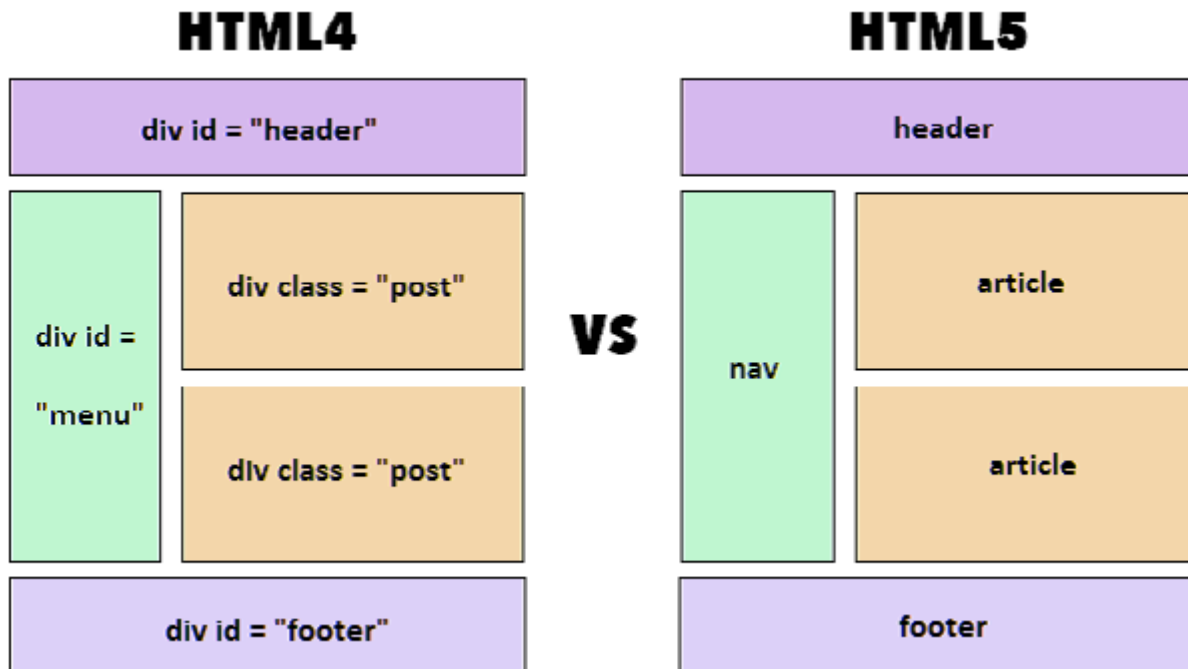 HTML4
HTML5
div id = "header"
header
div id =
"menu"
div class = "post"
div class = "post"
VS
nav
article
article
div id = "footer"
footer